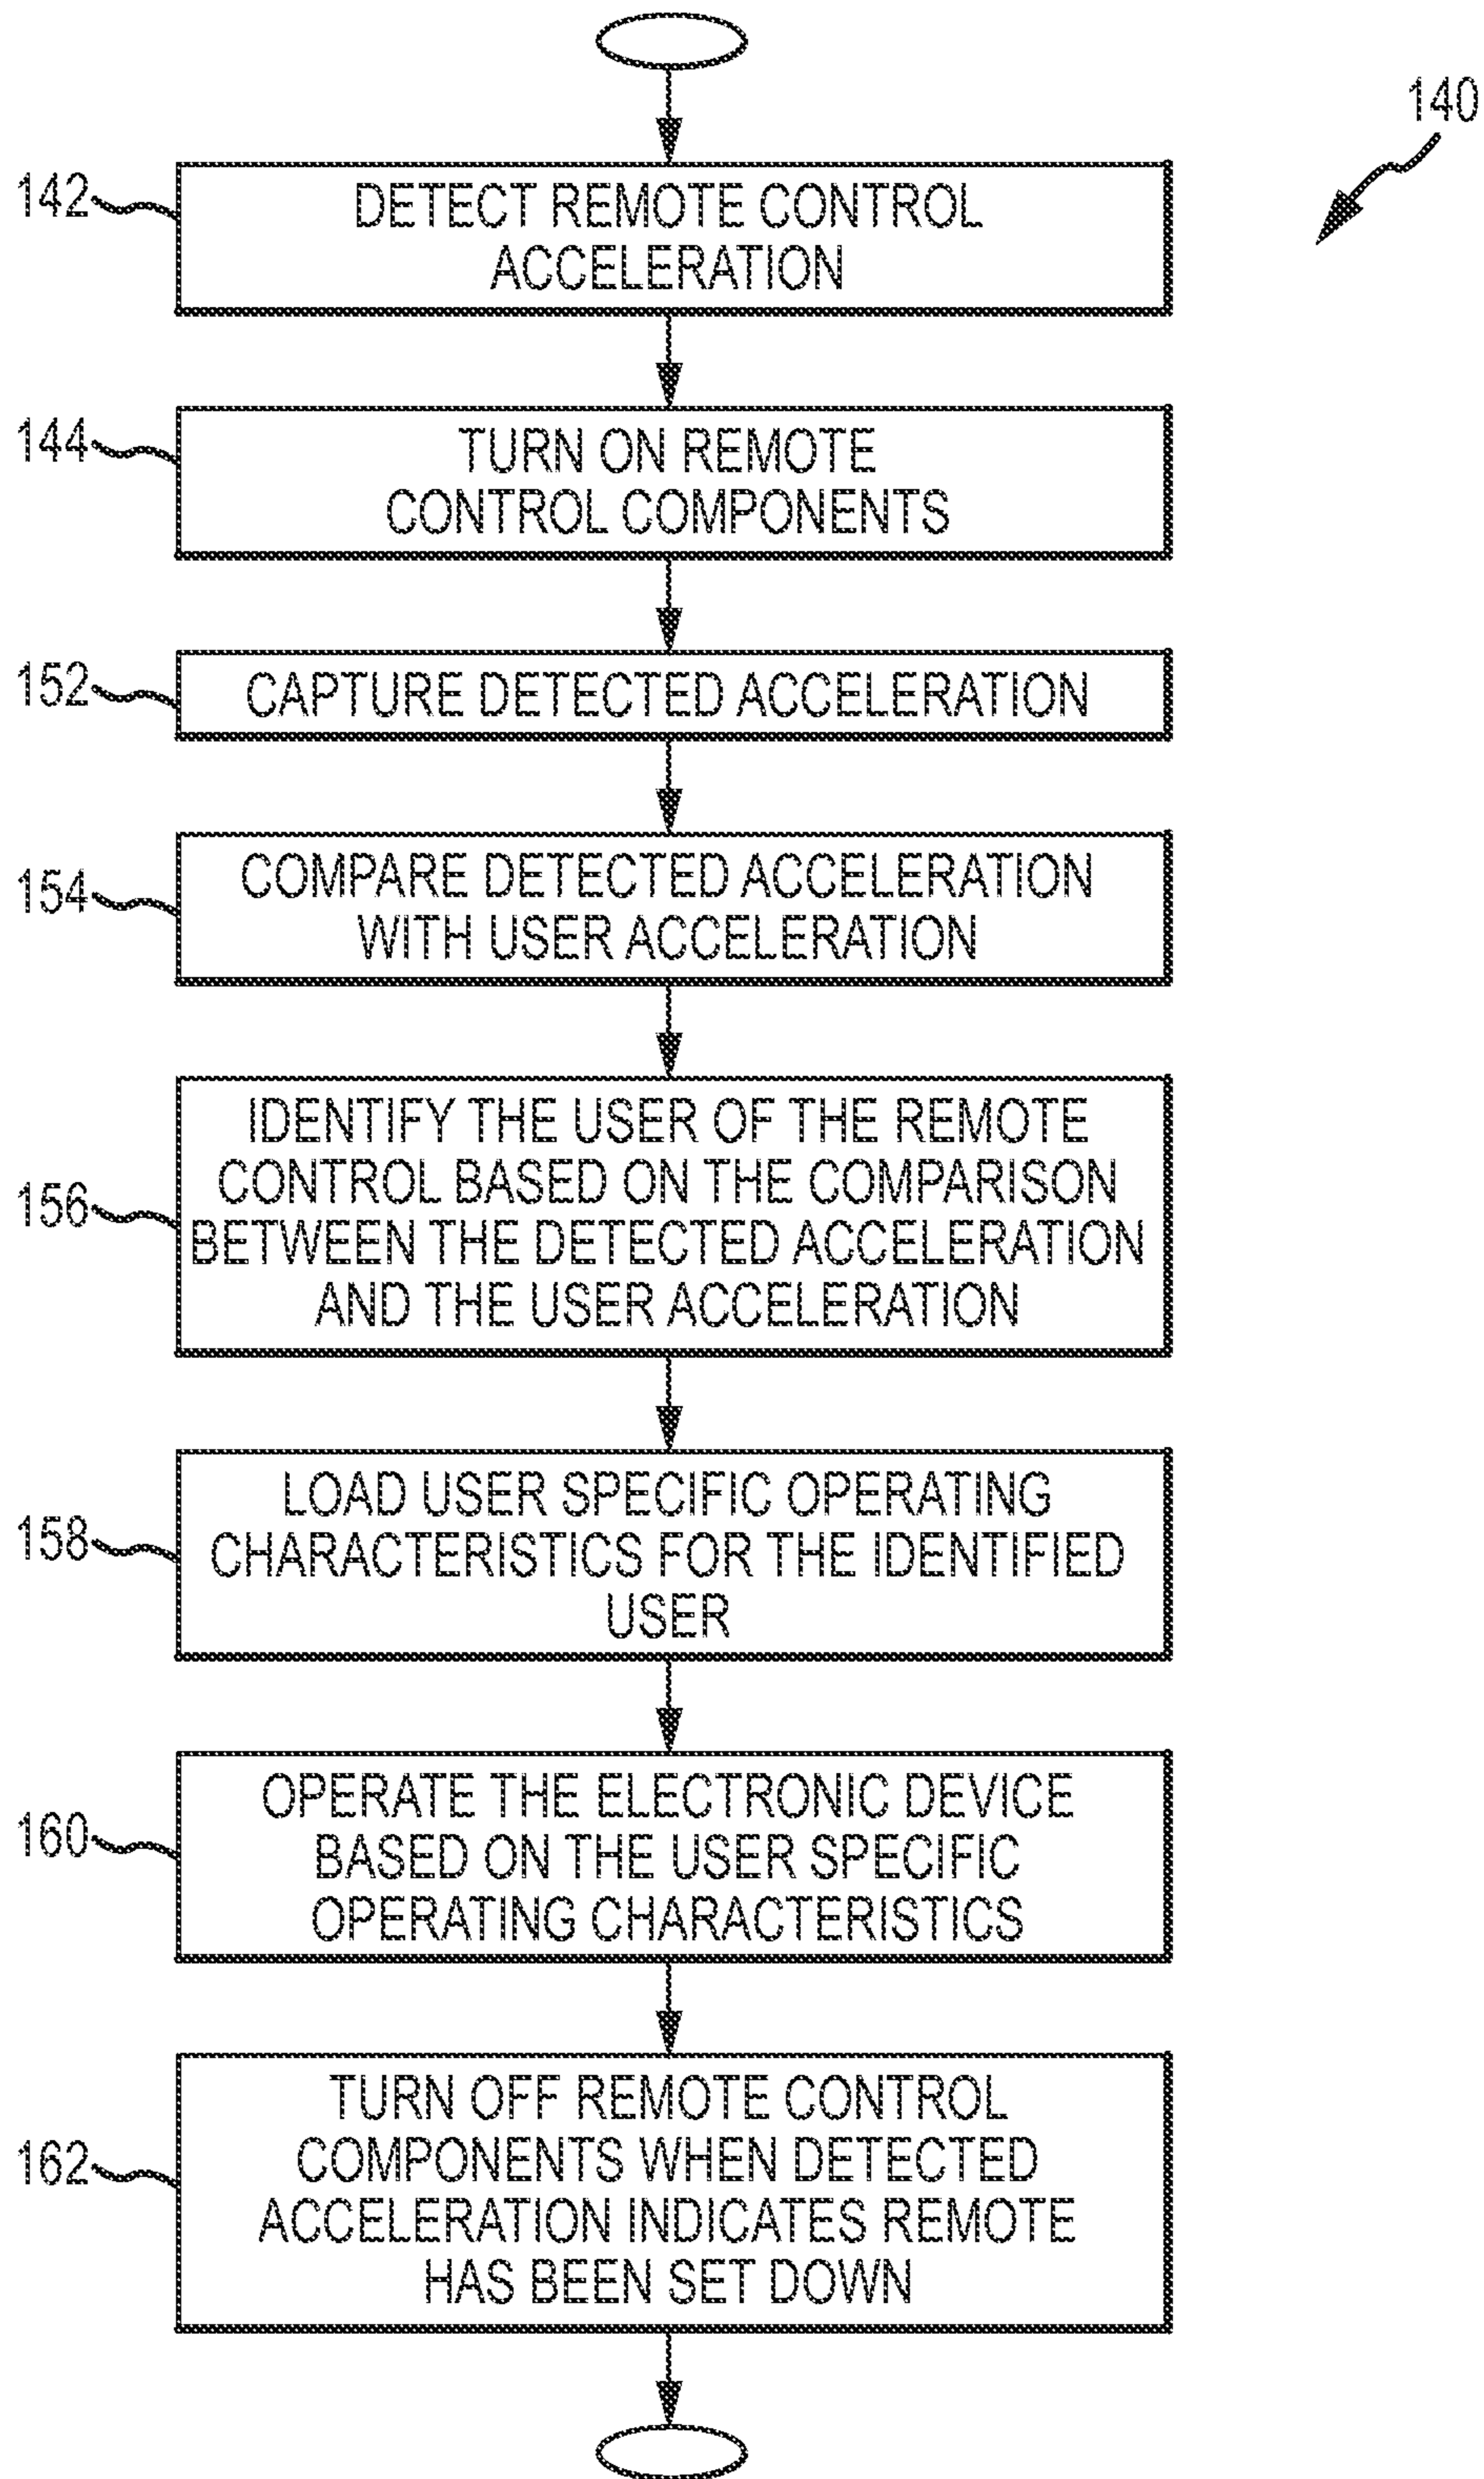 140
142
DETECT REMOTE CONTROL
ACCELERATION
144
TURN ON REMOTE
CONTROL COMPONENTS
152
CAPTURE DETECTED ACCELERATION
154
COMPARE DETECTED ACCELERATION
WITH USER ACCELERATION
156
IDENTIFY THE USER OF THE REMOTE
CONTROL BASED ON THE COMPARISON
BETWEEN THE DETECTED ACCELERATION
AND THE USER ACCELERATION
158
LOAD USER SPECIFIC OPERATING
CHARACTERISTICS FOR THE IDENTIFIED
USER
160
OPERATE THE ELECTRONIC DEVICE
BASED ON THE USER SPECIFIC
OPERATING CHARACTERISTICS
162
TURN OFF REMOTE CONTROL
COMPONENTS WHEN DETECTED
ACCELERATION INDICATES REMOTE
HAS BEEN SET DOWN